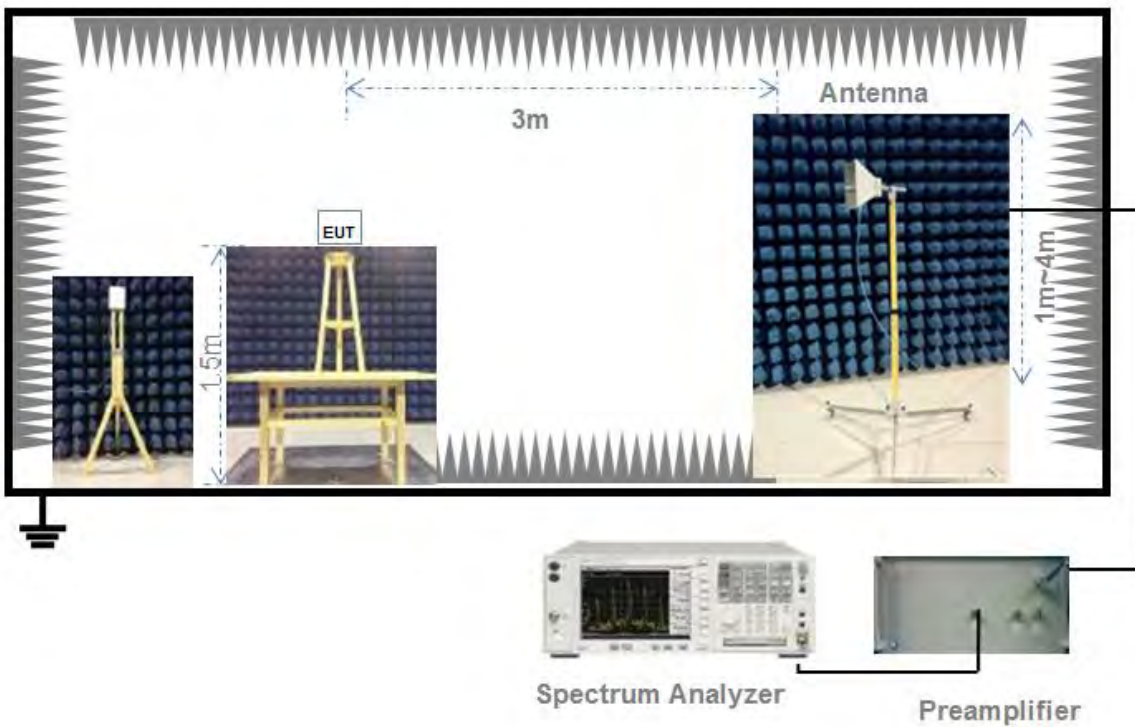 Antenna
3m
EUT
1.5m
1m~4m
Spectrum Analyzer
Preamplifier